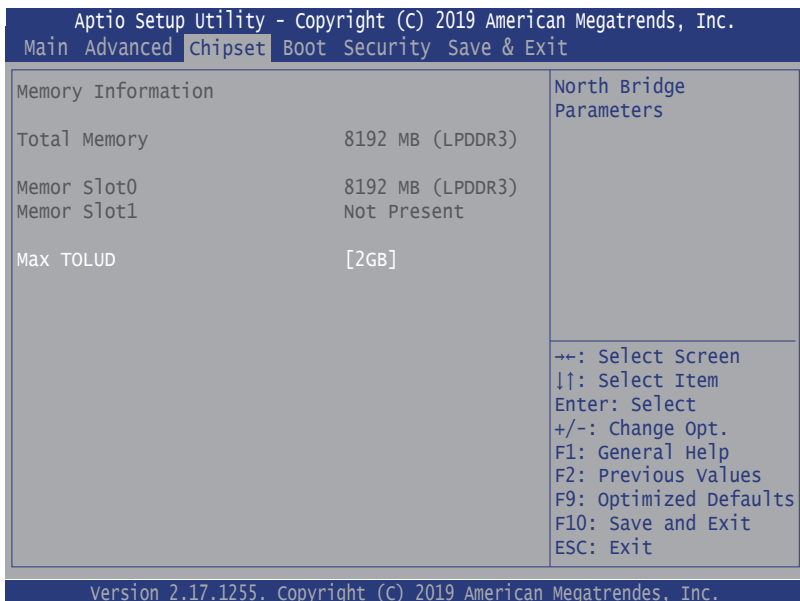 Aptio Setup Utility - Copyright (C) 2019 American Megatrends, Inc.
Main Advanced Chipset Boot Security Save & Exit
Memory Information
Total Memory 8192 MB (LPDDR3)
Memor Slot0 8192 MB (LPDDR3)
Memor Slot1 Not Present
Max TOLUD [2GB]
North Bridge
Parameters
→←: Select Screen
↓↑: Select Item
Enter: Select
+/-: Change Opt.
F1: General Help
F2: Previous Values
F9: Optimized Defaults
F10: Save and Exit
ESC: Exit
Version 2.17.1255. Copyright (C) 2019 American Megatrendes, Inc.